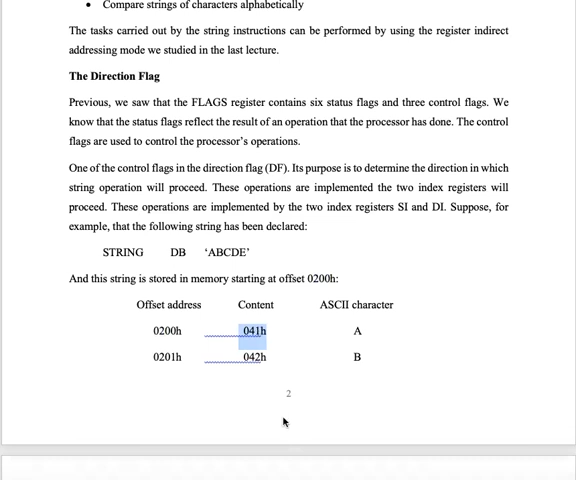 • Compare strings of characters alphabetically
The tasks carried out by the string instructions can be performed by using the register indirect
addressing mode we studied in the last lecture.
The Direction Flag
Previous, we saw that the FLAGS register contains six status flags and three control flags. We
know that the status flags reflect the result of an operation that the processor has done. The control
flags are used to control the processor’s operations.
One of the control flags in the direction flag (DF). Its purpose is to determine the direction in which
string operation will proceed. These operations are implemented the two index registers will
proceed. These operations are implemented by the two index registers SI and DI. Suppose, for
example, that the following string has been declared:
STRING DB ‘ABCDE’
And this string is stored in memory starting at offset 0200h:
Offset address Content ASCII character
0200h 041h A
0201h 042h B
2